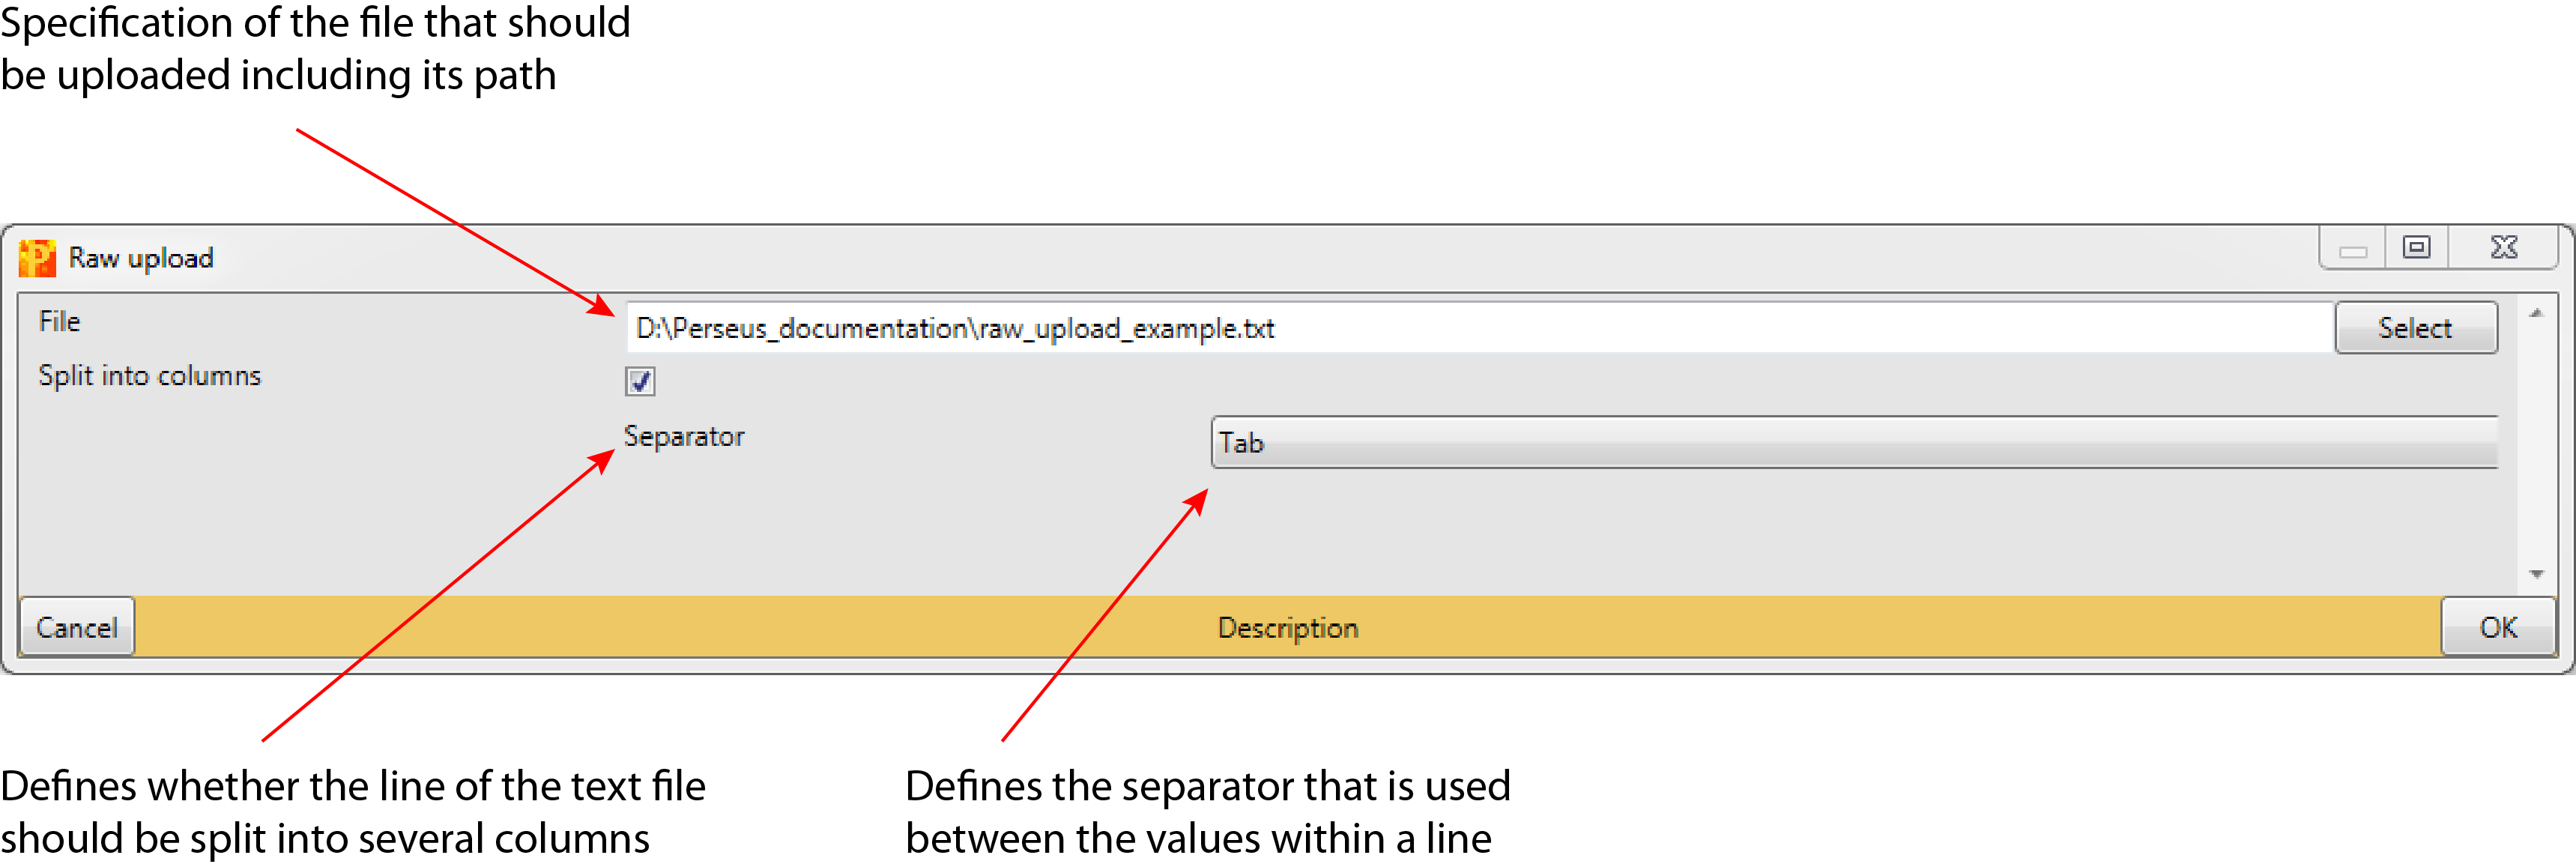 Specification of the file that should
be uploaded including its path
Raw upload
File
D:\Perseus_documentation\raw_upload_example.txt
Select
Split into columns
Separator
Tab
Cancel
Description
OK
Defines whether the line of the text file
should be split into several columns
Defines the separator that is used
between the values within a line